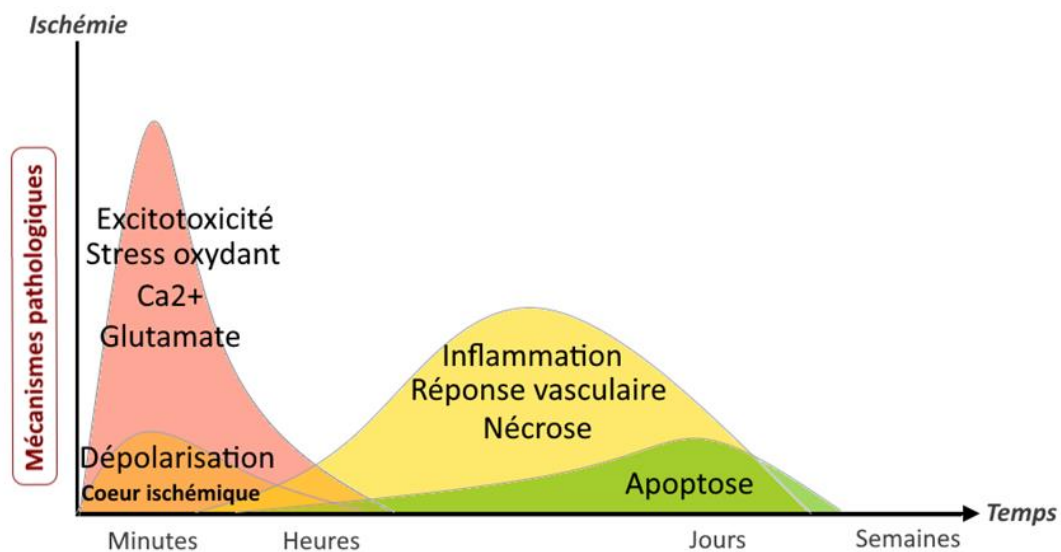 Ischémie
Mécanismes pathologiques
Excitotoxicité
Stress oxydant
Ca2+
Glutamate
Dépolarisation
Coeur ischémique
Inflammation
Réponse vasculaire
Nécrose
Apoptose
Temps
Minutes
Heures
Jours
Semaines